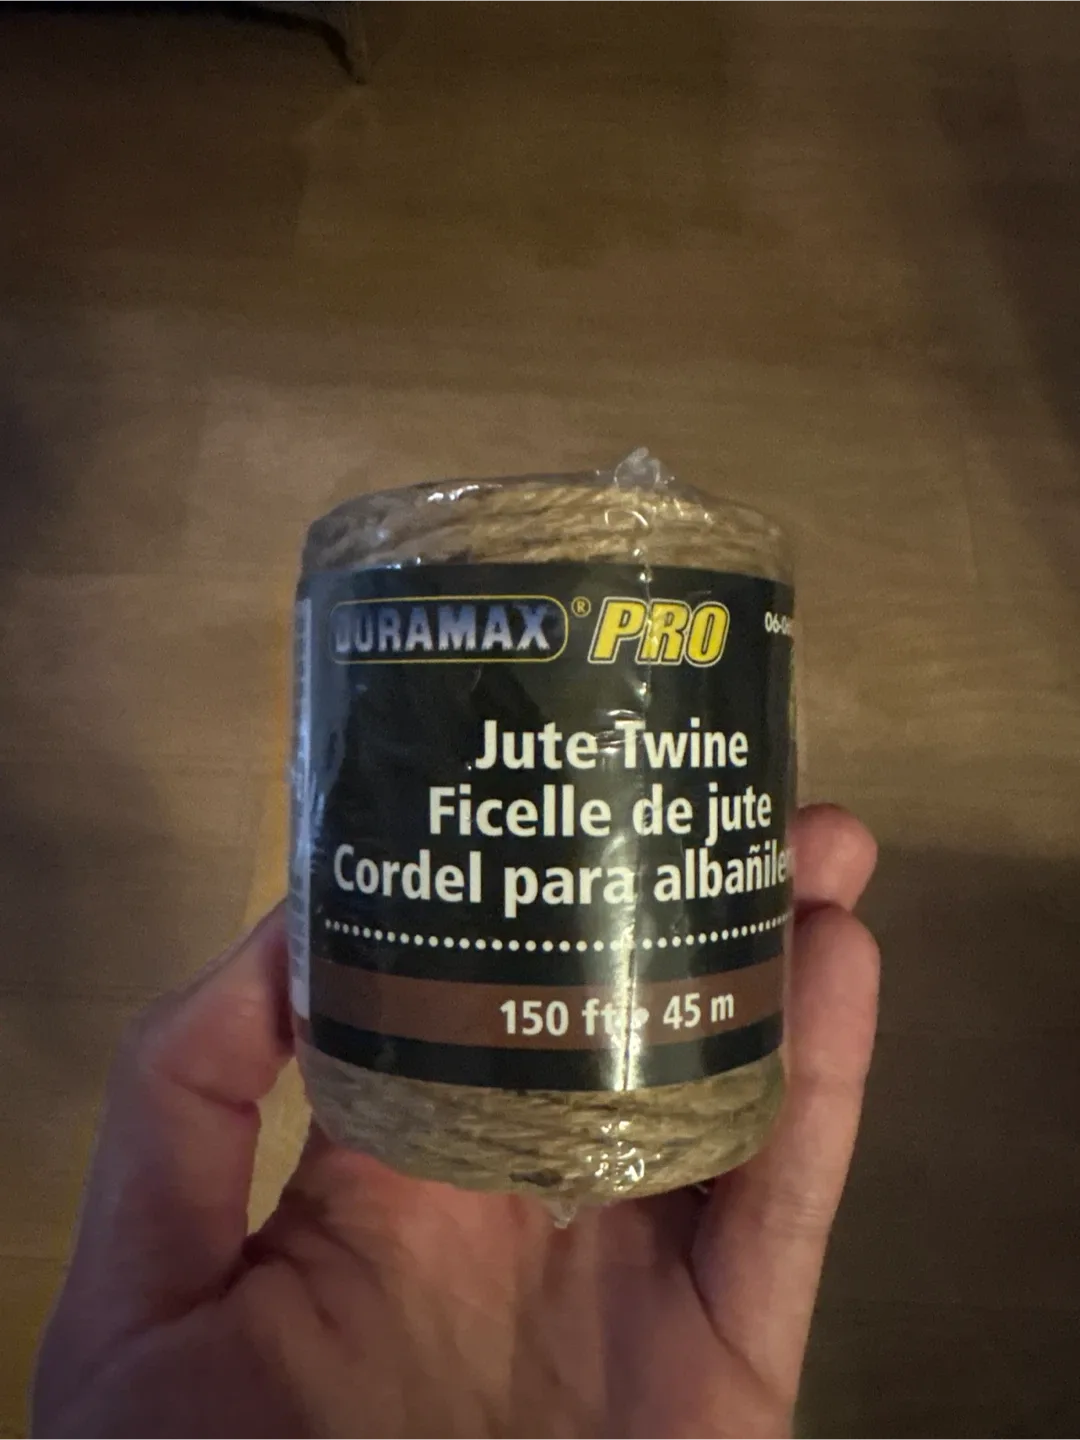 DURAMAX® PRO
Jute Twine
Ficelle de jute
Cordel para
150 ft • 45 m